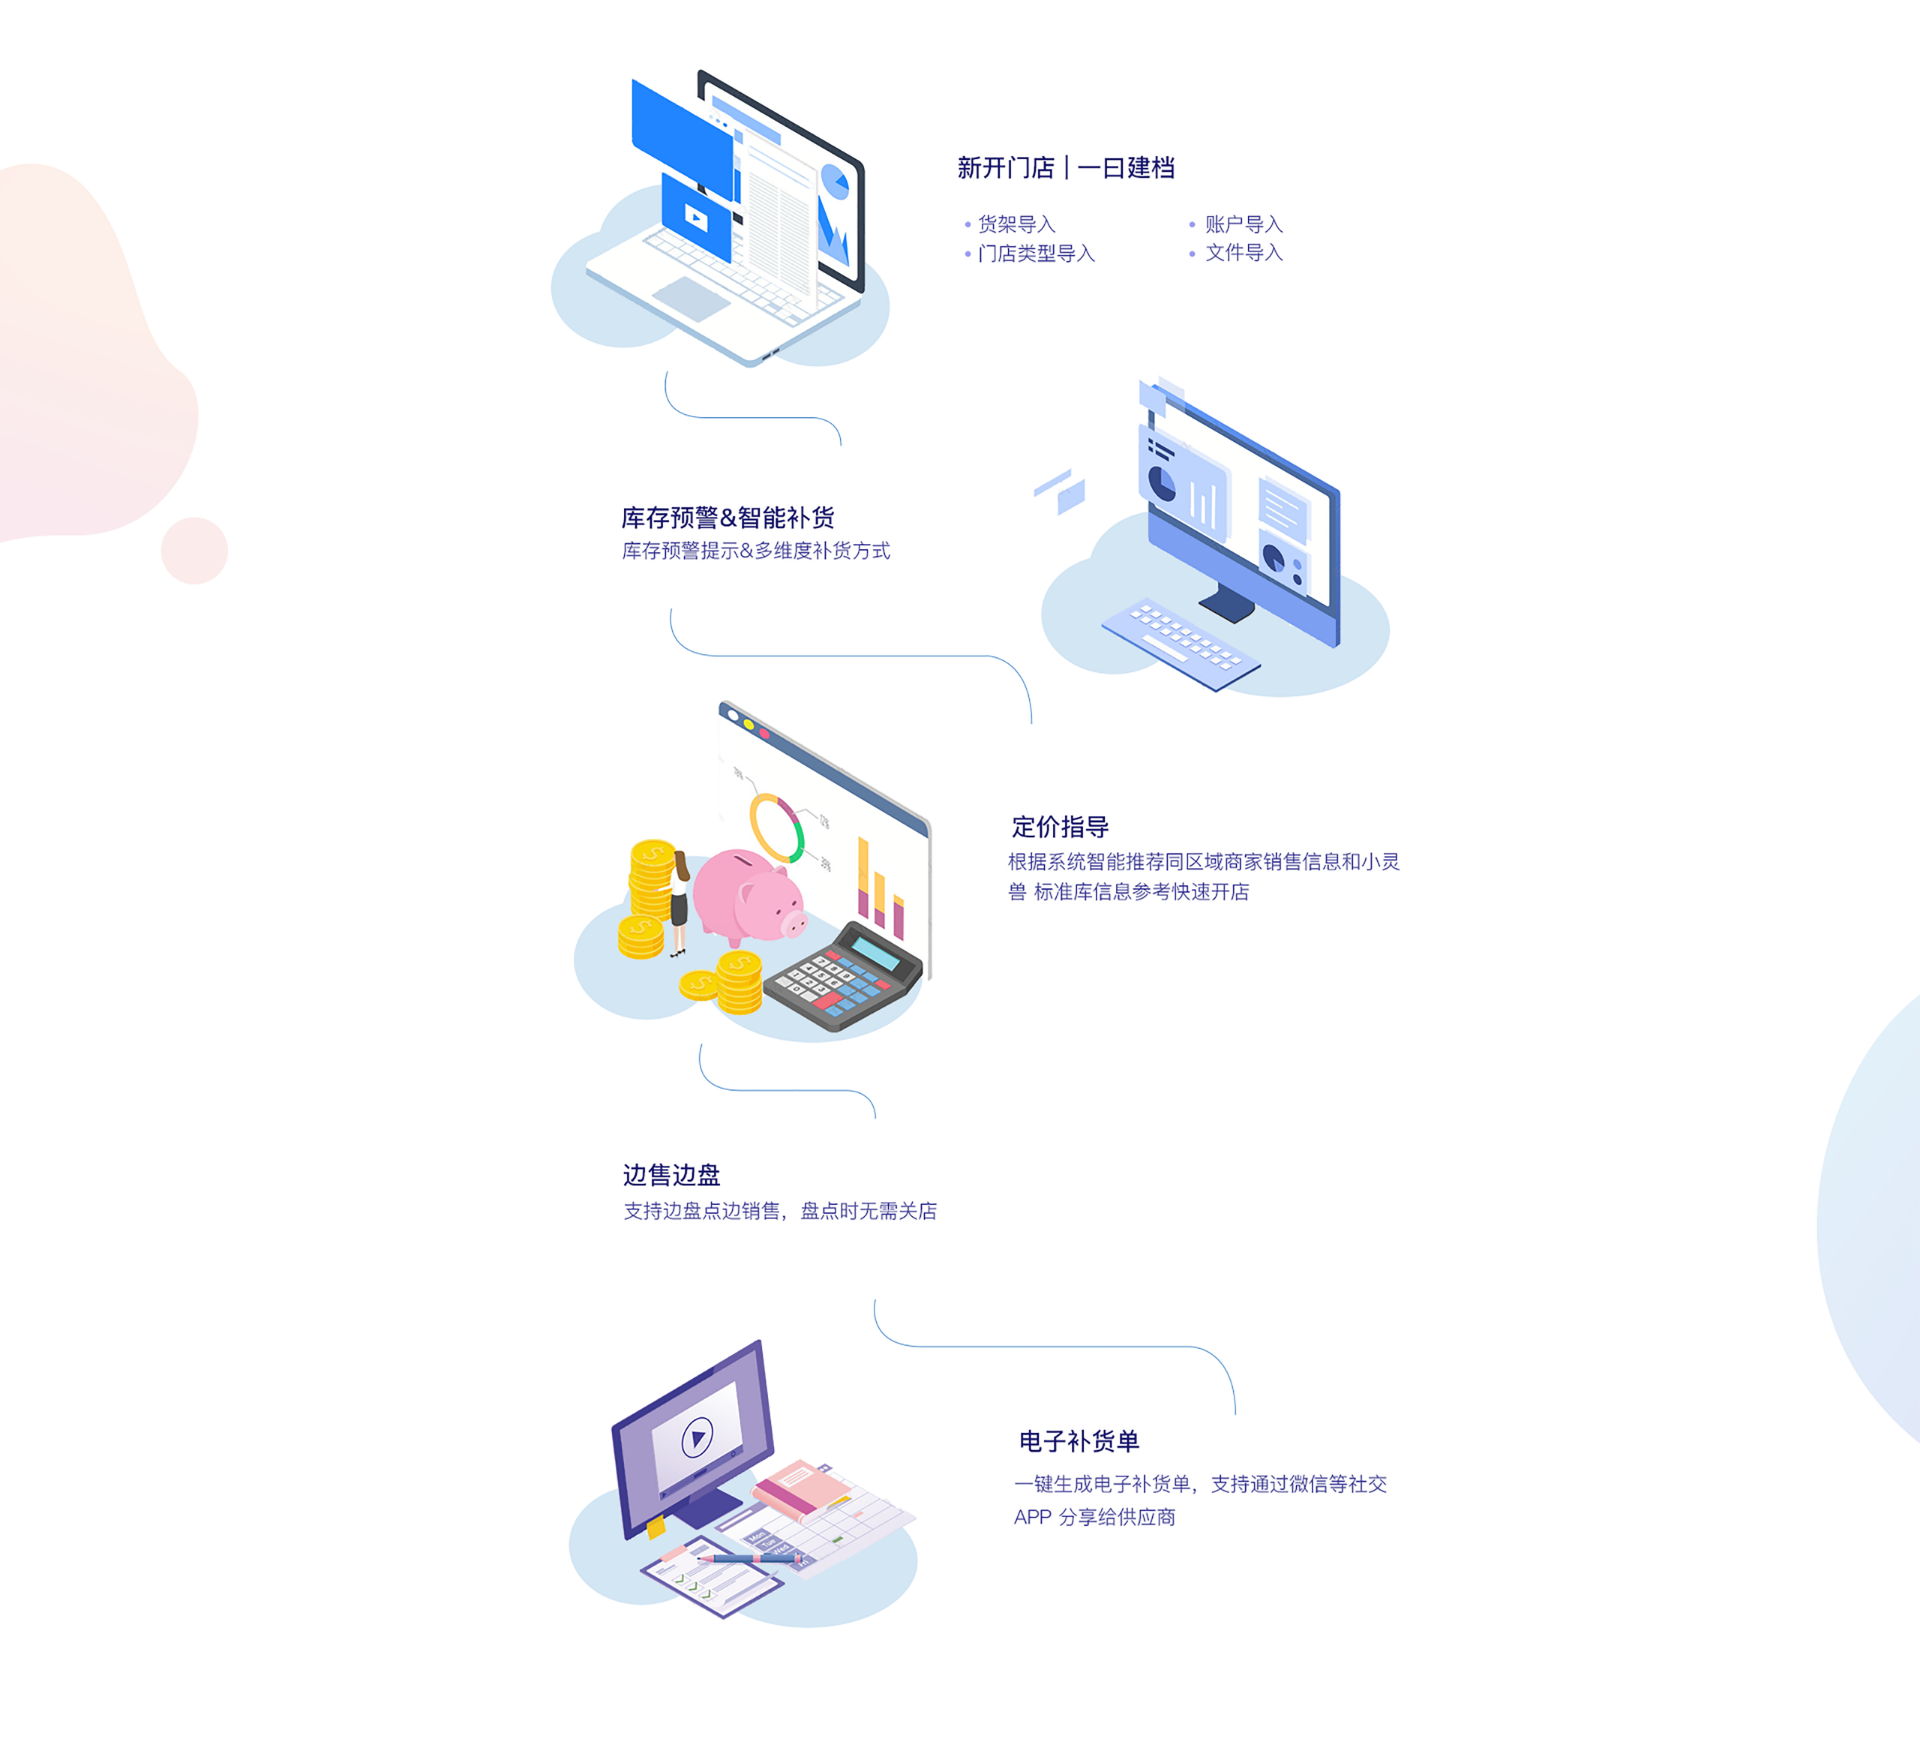 新开门店 | 一日建档
• 货架导入 • 账户导入
• 门店类型导入 • 文件导入
库存预警&智能补货
库存预警提示&多维度补货方式
定价指导
根据系统智能推荐同区域商家销售信息和小灵
兽 标准库信息参考快速开店
边售边盘
支持边盘点边销售，盘点时无需关店
电子补货单
一键生成电子补货单，支持通过微信等社交
APP 分享给供应商
Mon
Tue
Wed
Fri